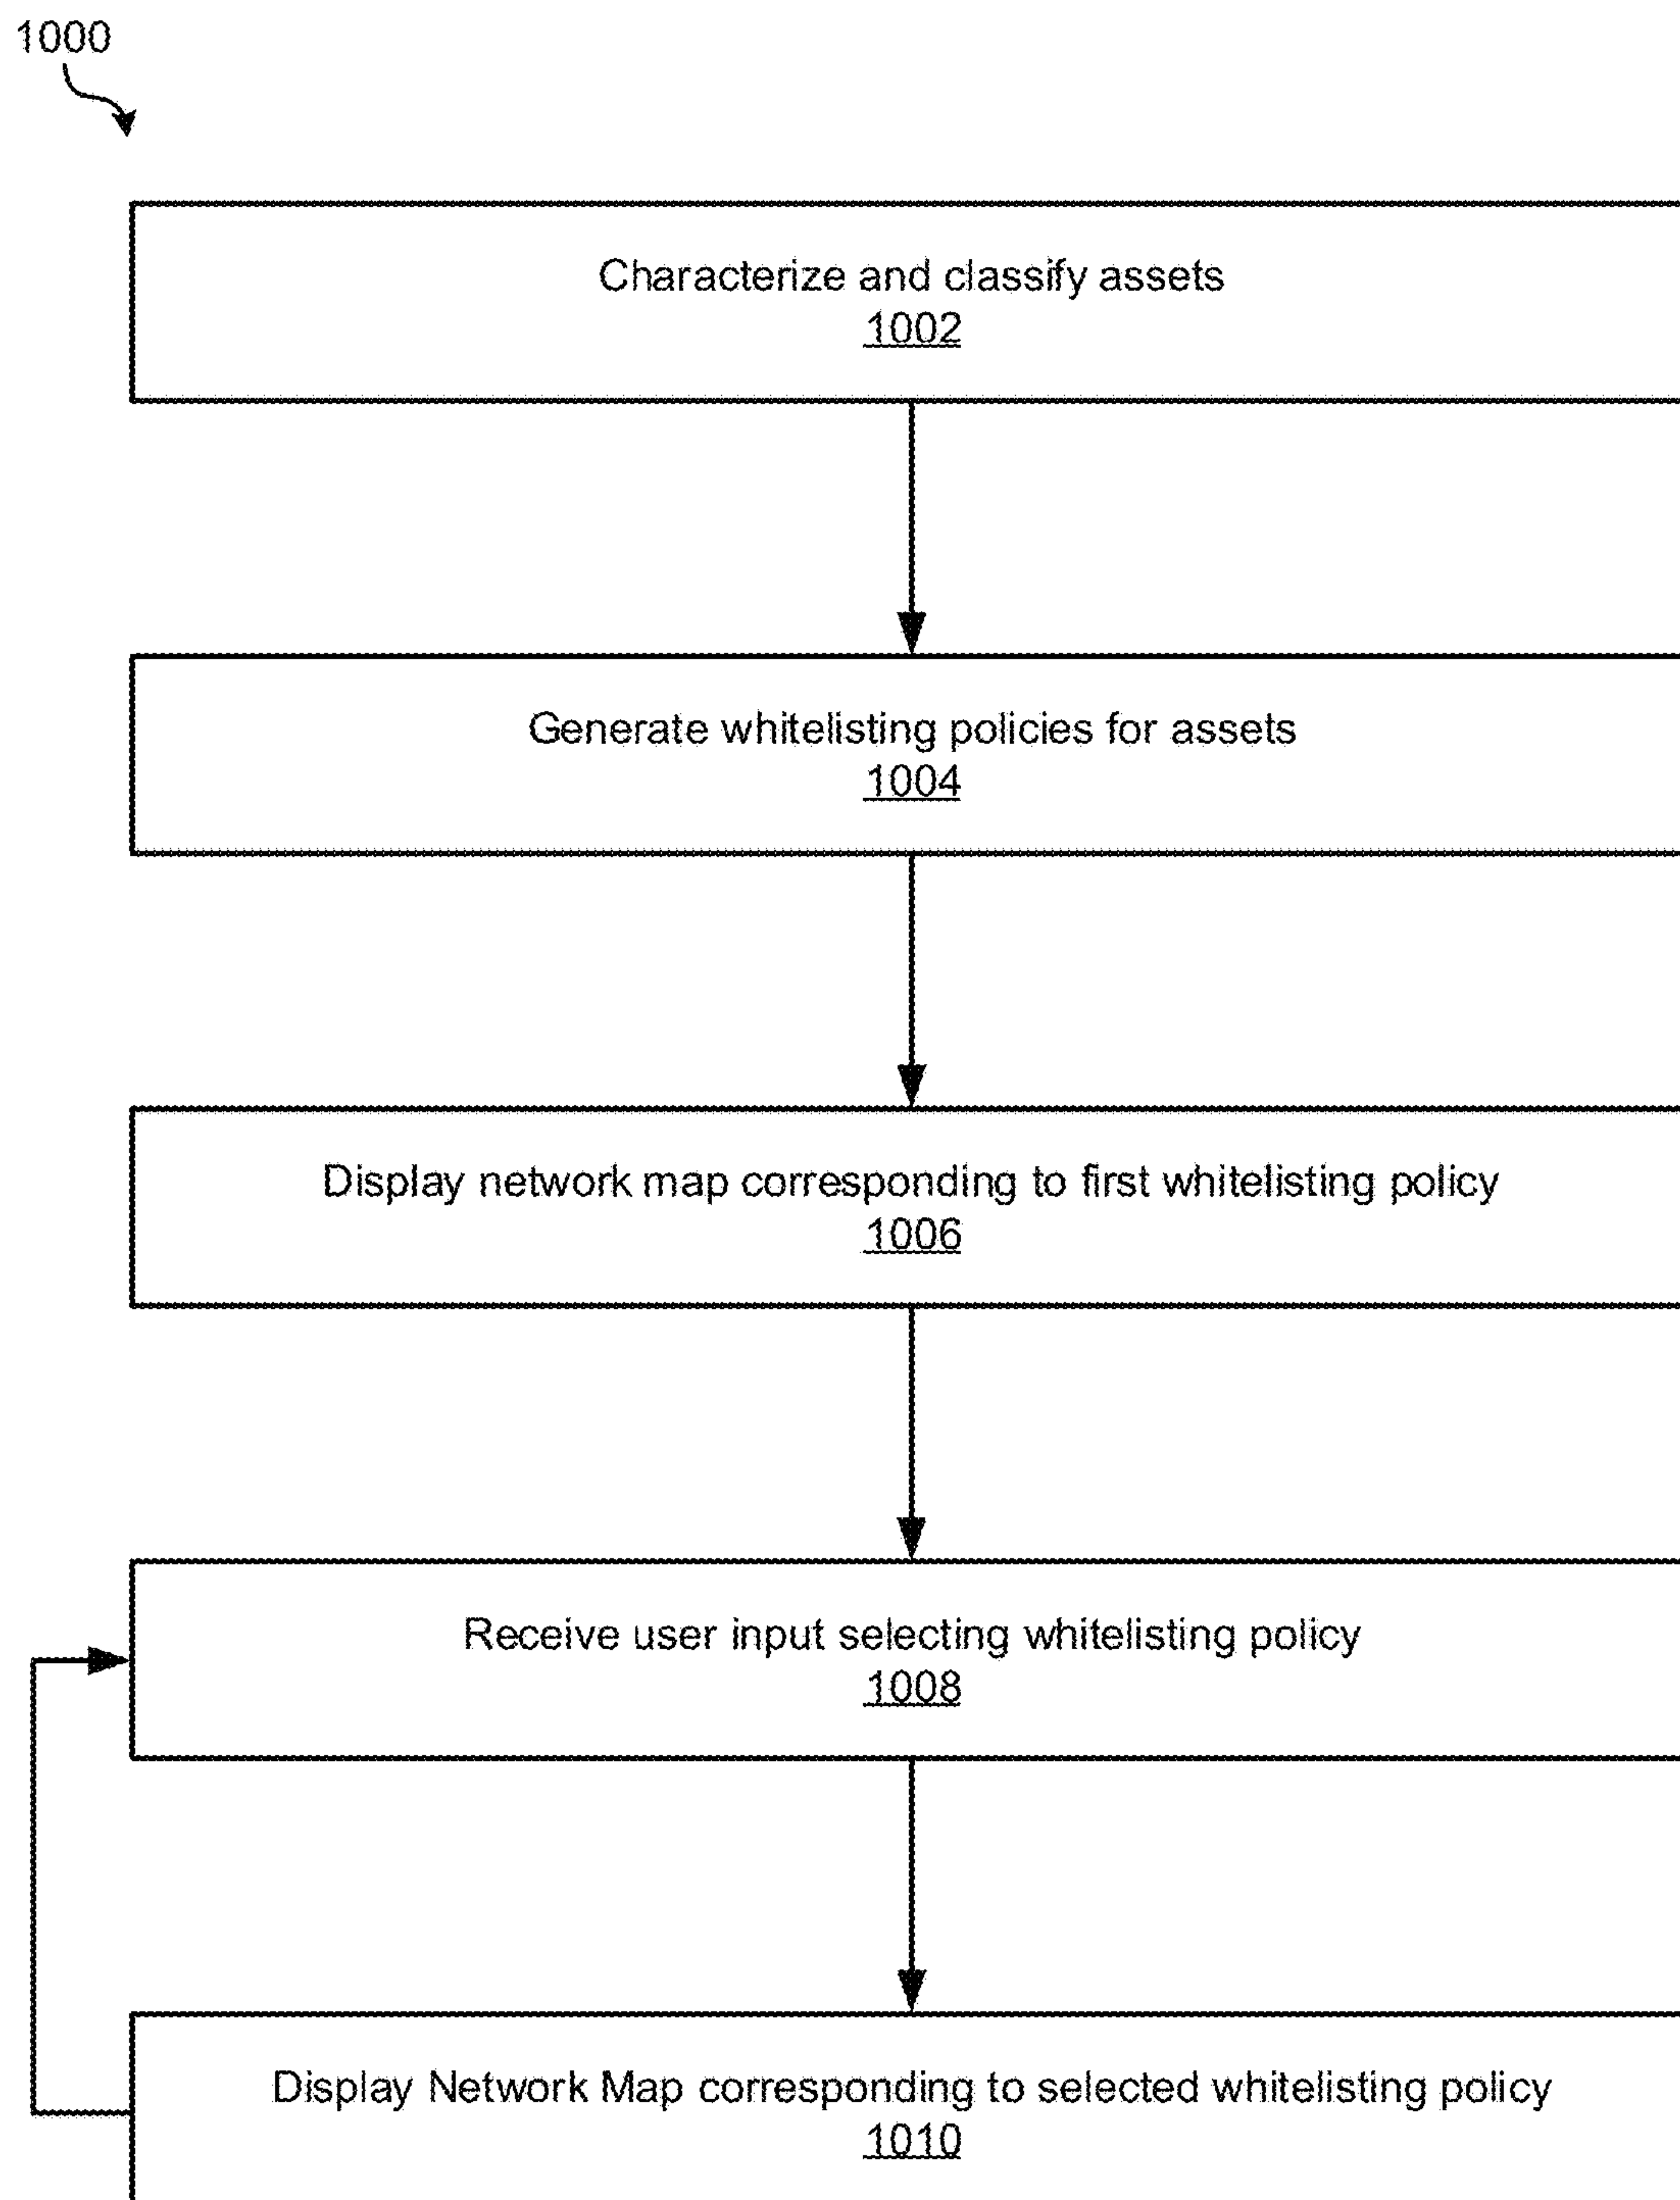 1000
Characterize and classify assets
1002
Generate whitelisting policies for assets
1004
Display network map corresponding to first whitelisting policy
1006
Receive user input selecting whitelisting policy
1008
Display Network Map corresponding to selected whitelisting policy
1010